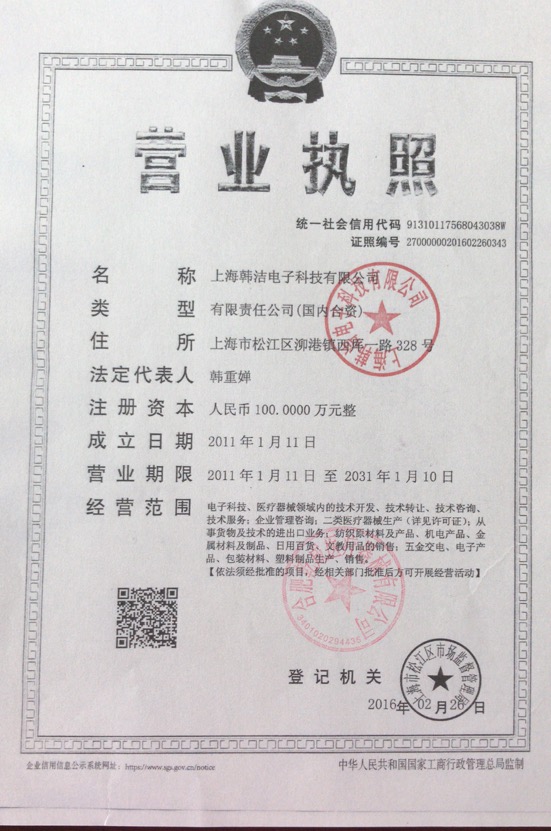 营业执照
统一社会信用代码 91310117568043038W
证照编号 27000000201602260343
名称 上海韩洁电子科技有限公司
类型 有限责任公司(国内合资)
住所 上海市松江区泖港镇西库一路328号
法定代表人 韩重婵
注册资本 人民币100.0000万元整
成立日期 2011年1月11日
营业期限 2011年1月11日 至 2031年1月10日
经营范围 电子科技、医疗器械领域内的技术开发、技术转让、技术咨询、
技术服务;企业管理咨询;二类医疗器械生产(详见许可证);从
事货物及技术的进出口业务;纺织原材料及产品、机电产品、金
属材料及制品、日用百货、文教用品的销售;五金交电、电子产
品、包装材料、塑料制品生产、销售。
【依法须经批准的项目,经相关部门批准后方可开展经营活动】
有限公司
3401020294436
登记机关
上海市松江区市场监督管理局
2016年02月26日
企业信用信息公示系统网址: https://www.sgs.gov.cn/notice
中华人民共和国国家工商行政管理总局监制